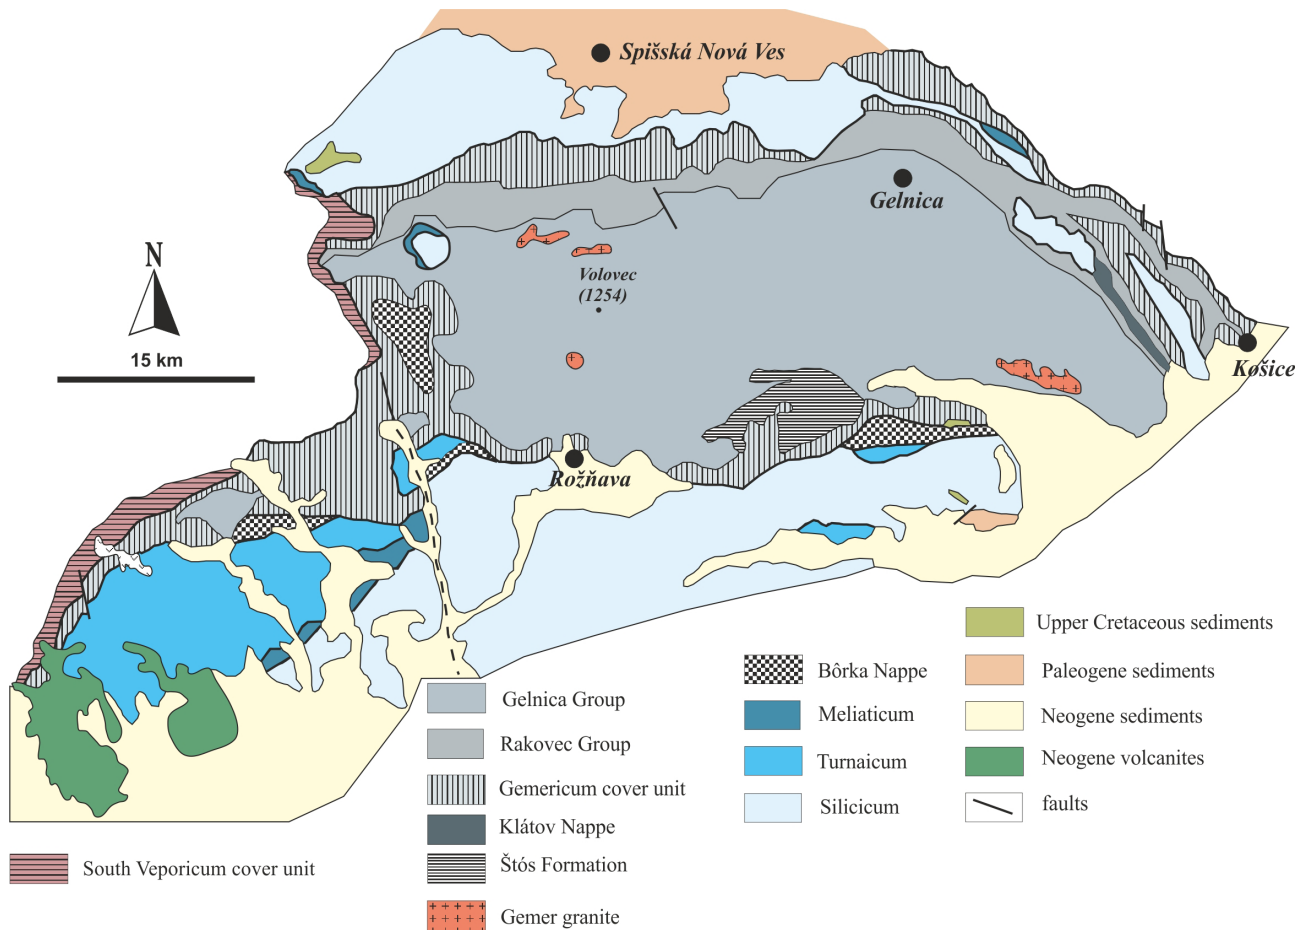 Spišská Nová Ves
Gelnica
N
Volovec
(1254)
15 km
Košice
Rožňava
Upper Cretaceous sediments
Bôrka Nappe
Paleogene sediments
Gelnica Group
Meliaticum
Neogene sediments
Rakovec Group
Turnaicum
Neogene volcanites
Gemericum cover unit
Silicicum
faults
Klátov Nappe
South Veporicum cover unit
Štós Formation
Gemer granite